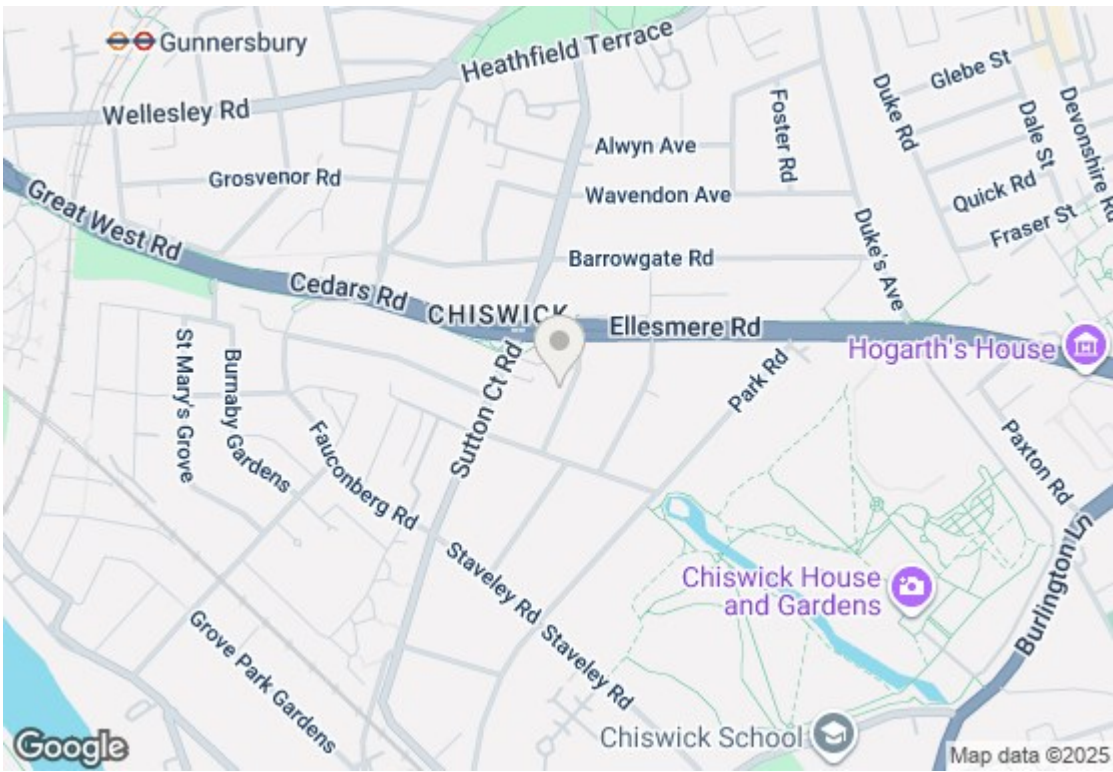 Gunnersbury
Heathfield Terrace
Wellesley Rd
Glebe St
Duke Rd
Foster Rd
Dale St
Devonshire Rd
Alwyn Ave
Grosvenor Rd
Wavendon Ave
Quick Rd
Fraser St
Great West Rd
Duke's Ave
Barrowgate Rd
Cedars Rd
CHISWICK
Ellesmere Rd
Hogarth's House
St Mary's Grove
Burnaby Gardens
Sutton Ct Rd
Park Rd
Fauconberg Rd
Paxton Rd
Staveley Rd
Chiswick House
and Gardens
Burlington Ln
Grove Park Gardens
Staveley Rd
Chiswick School
Google
Map data ©2025